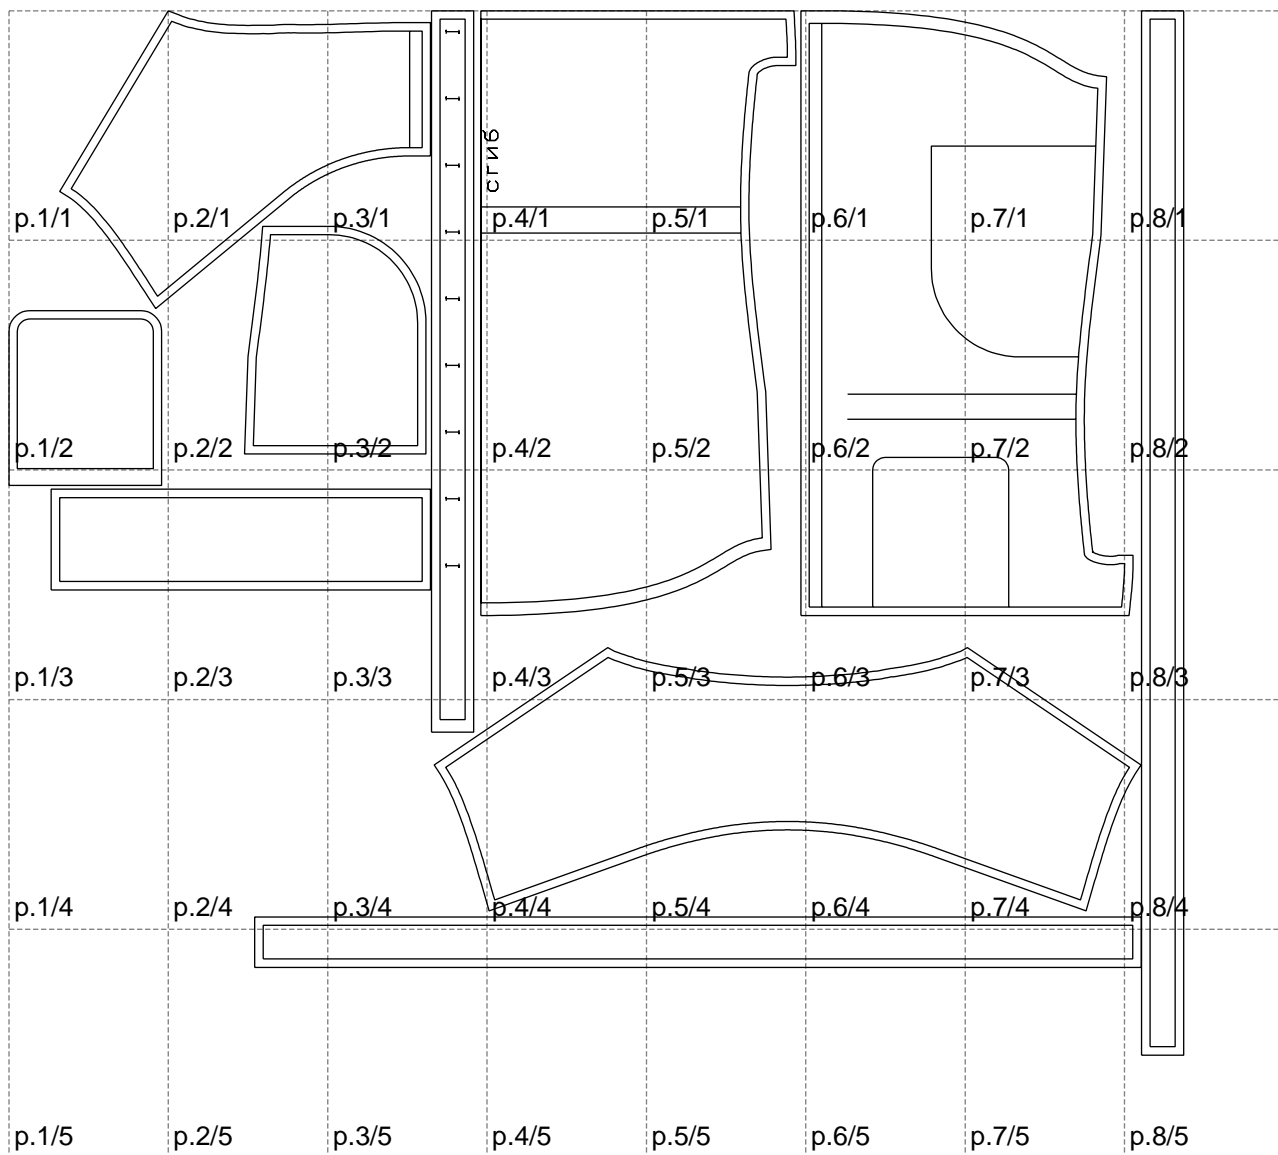 сгиб
p.1/1 p.2/1 p.3/1 p.4/1 p.5/1 p.6/1 p.7/1 p.8/1
p.1/2 p.2/2 p.3/2 p.4/2 p.5/2 p.6/2 p.7/2 p.8/2
p.1/3 p.2/3 p.3/3 p.4/3 p.5/3 p.6/3 p.7/3 p.8/3
p.1/4 p.2/4 p.3/4 p.4/4 p.5/4 p.6/4 p.7/4 p.8/4
p.1/5 p.2/5 p.3/5 p.4/5 p.5/5 p.6/5 p.7/5 p.8/5